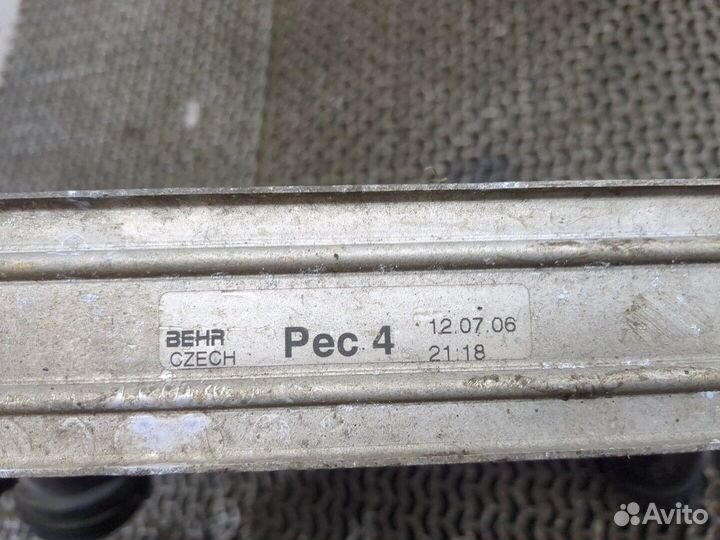 BEHR
CZECH
Pec 4
12.07.06
21:18
Avito